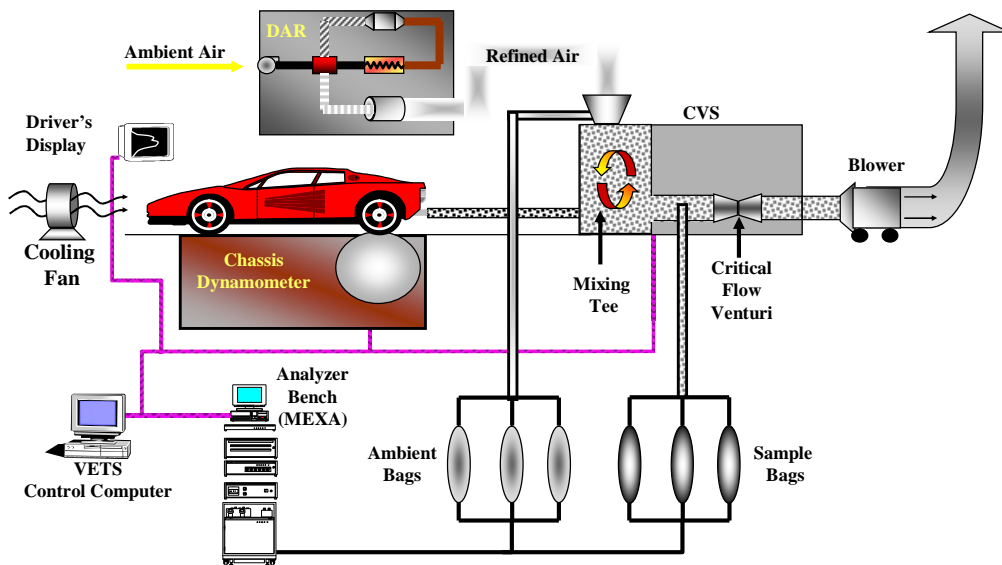 DAR
Ambient Air
Refined Air
CVS
Driver's
Display
Blower
Cooling
Fan
Chassis
Dynamometer
Mixing
Tee
Critical
Flow
Venturi
Analyzer
Bench
(MEXA)
VETS
Control Computer
Ambient
Bags
Sample
Bags